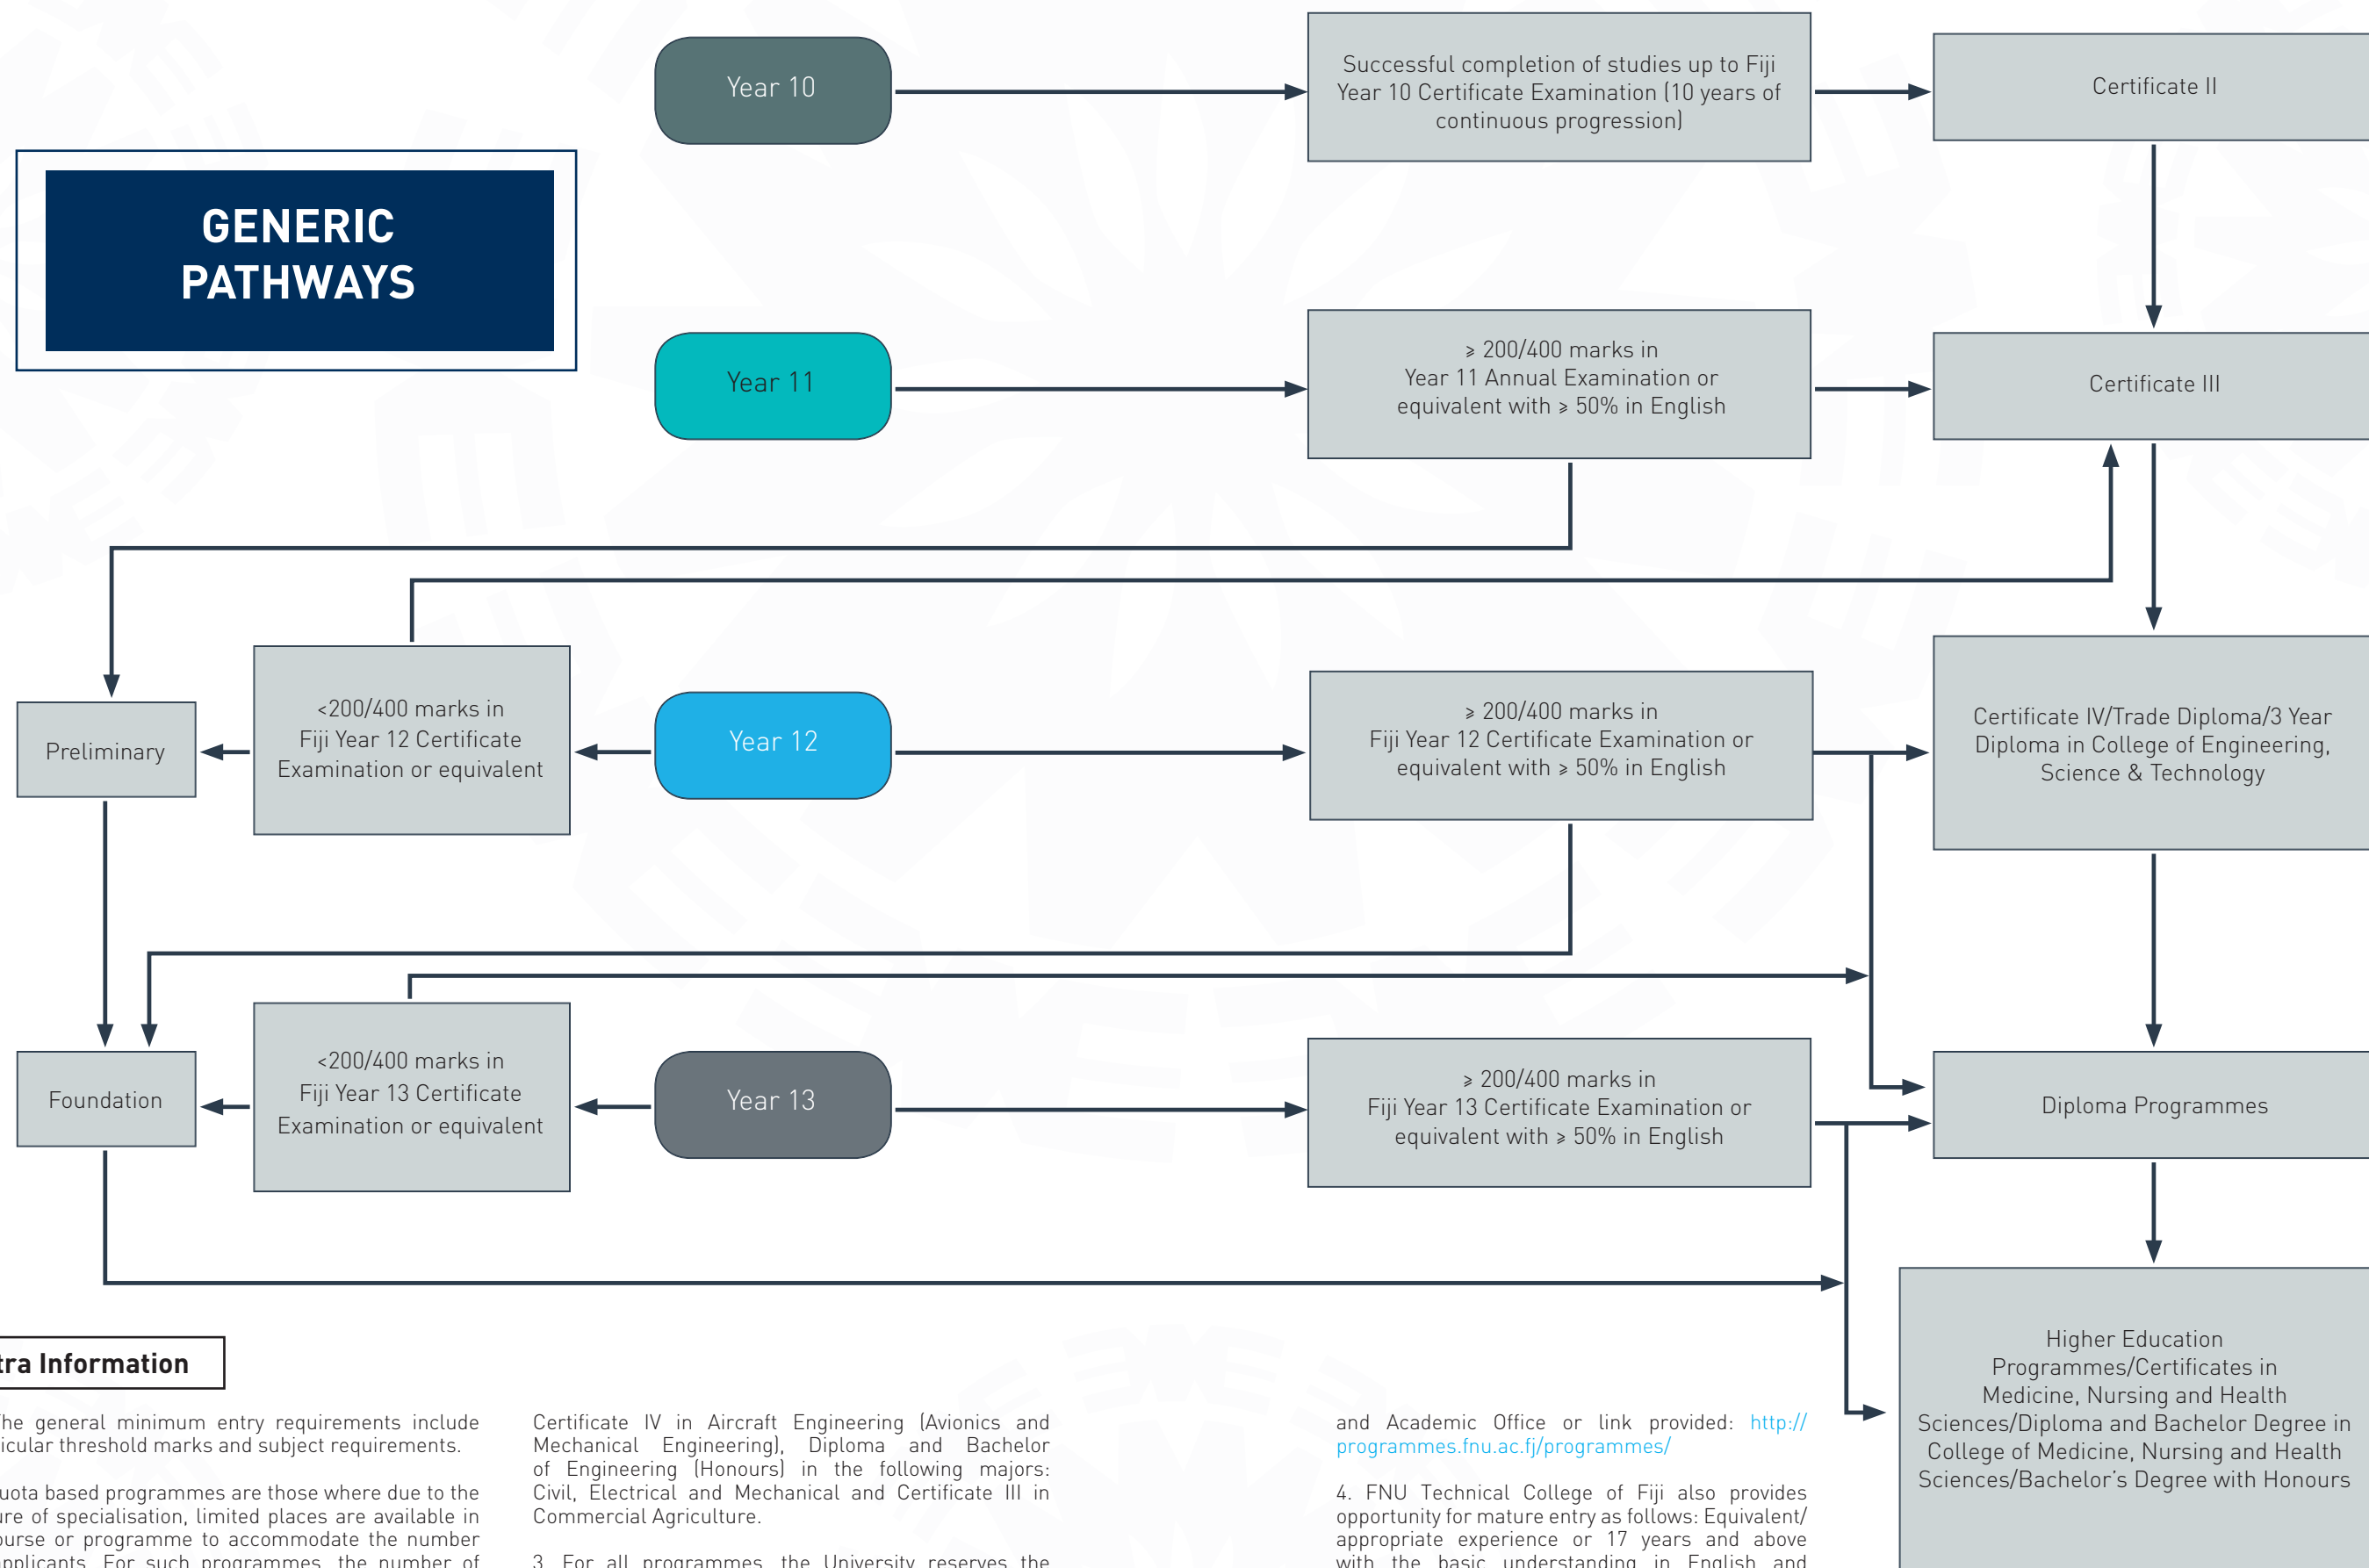 GENERIC
PATHWAYS
Year 10
Successful completion of studies up to Fiji
Year 10 Certificate Examination (10 years of
continuous progression)
Certificate II
Year 11
⩾ 200/400 marks in
Year 11 Annual Examination or
equivalent with ⩾ 50% in English
Certificate III
Preliminary
<200/400 marks in
Fiji Year 12 Certificate
Examination or equivalent
Year 12
⩾ 200/400 marks in
Fiji Year 12 Certificate Examination or
equivalent with ⩾ 50% in English
Certificate IV/Trade Diploma/3 Year
Diploma in College of Engineering,
Science & Technology
Foundation
<200/400 marks in
Fiji Year 13 Certificate
Examination or equivalent
Year 13
⩾ 200/400 marks in
Fiji Year 13 Certificate Examination or
equivalent with ⩾ 50% in English
Diploma Programmes
Higher Education
Programmes/Certificates in
Medicine, Nursing and Health
Sciences/Diploma and Bachelor Degree in
College of Medicine, Nursing and Health
Sciences/Bachelor's Degree with Honours
Information
general minimum entry requirements include
threshold marks and subject requirements.
based programmes are those where due to the
of specialisation, limited places are available in
or programme to accommodate the number
applicants. For such programmes, the number of
Certificate IV in Aircraft Engineering (Avionics and
Mechanical Engineering), Diploma and Bachelor
of Engineering (Honours) in the following majors:
Civil, Electrical and Mechanical and Certificate III in
Commercial Agriculture.
3. For all programmes, the University reserves the
and Academic Office or link provided: http://
programmes.fnu.ac.fj/programmes/
4. FNU Technical College of Fiji also provides
opportunity for mature entry as follows: Equivalent/
appropriate experience or 17 years and above
with the basic understanding in English and